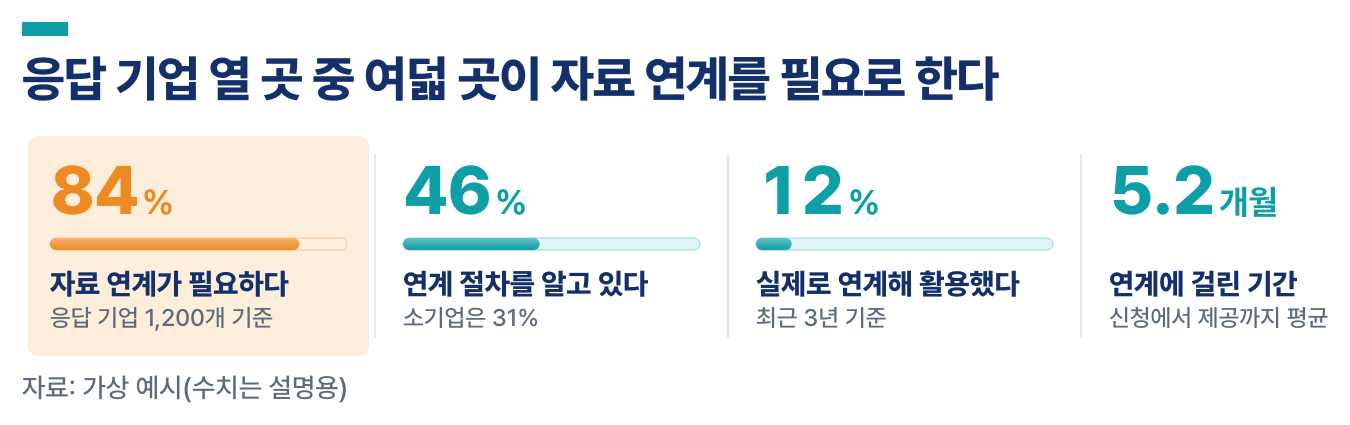 응답 기업 열 곳 중 여덟 곳이 자료 연계를 필요로 한다
84%
자료 연계가 필요하다
응답 기업 1,200개 기준
46%
연계 절차를 알고 있다
소기업은 31%
12%
실제로 연계해 활용했다
최근 3년 기준
5.2개월
연계에 걸린 기간
신청에서 제공까지 평균
자료: 가상 예시(수치는 설명용)